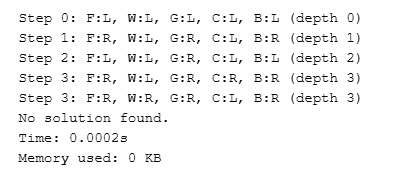 Step 0: F:L, W:L, G:L, C:L, B:L (depth 0)
Step 1: F:R, W:L, G:R, C:L, B:R (depth 1)
Step 2: F:L, W:L, G:R, C:L, B:L (depth 2)
Step 3: F:R, W:L, G:R, C:R, B:R (depth 3)
Step 3: F:R, W:R, G:R, C:L, B:R (depth 3)
No solution found.
Time: 0.0002s
Memory used: 0 KB